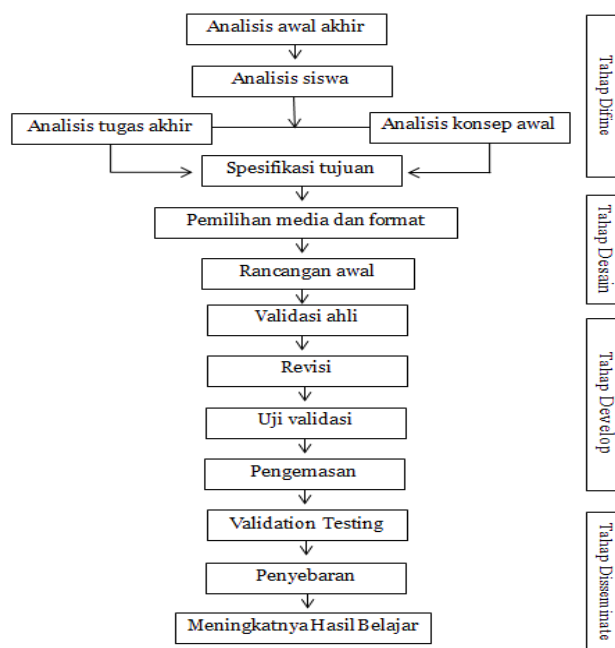 Analisis awal akhir
Analisis siswa
Analisis tugas akhir
Analisis konsep awal
Spesifikasi tujuan
Pemilihan media dan format
Rancangan awal
Validasi ahli
Revisi
Uji validasi
Pengemasan
Validation Testing
Penyebaran
Meningkatnya Hasil Belajar
Tahap Difine
Tahap Desain
Tahap Develop
Tahap Disseminate